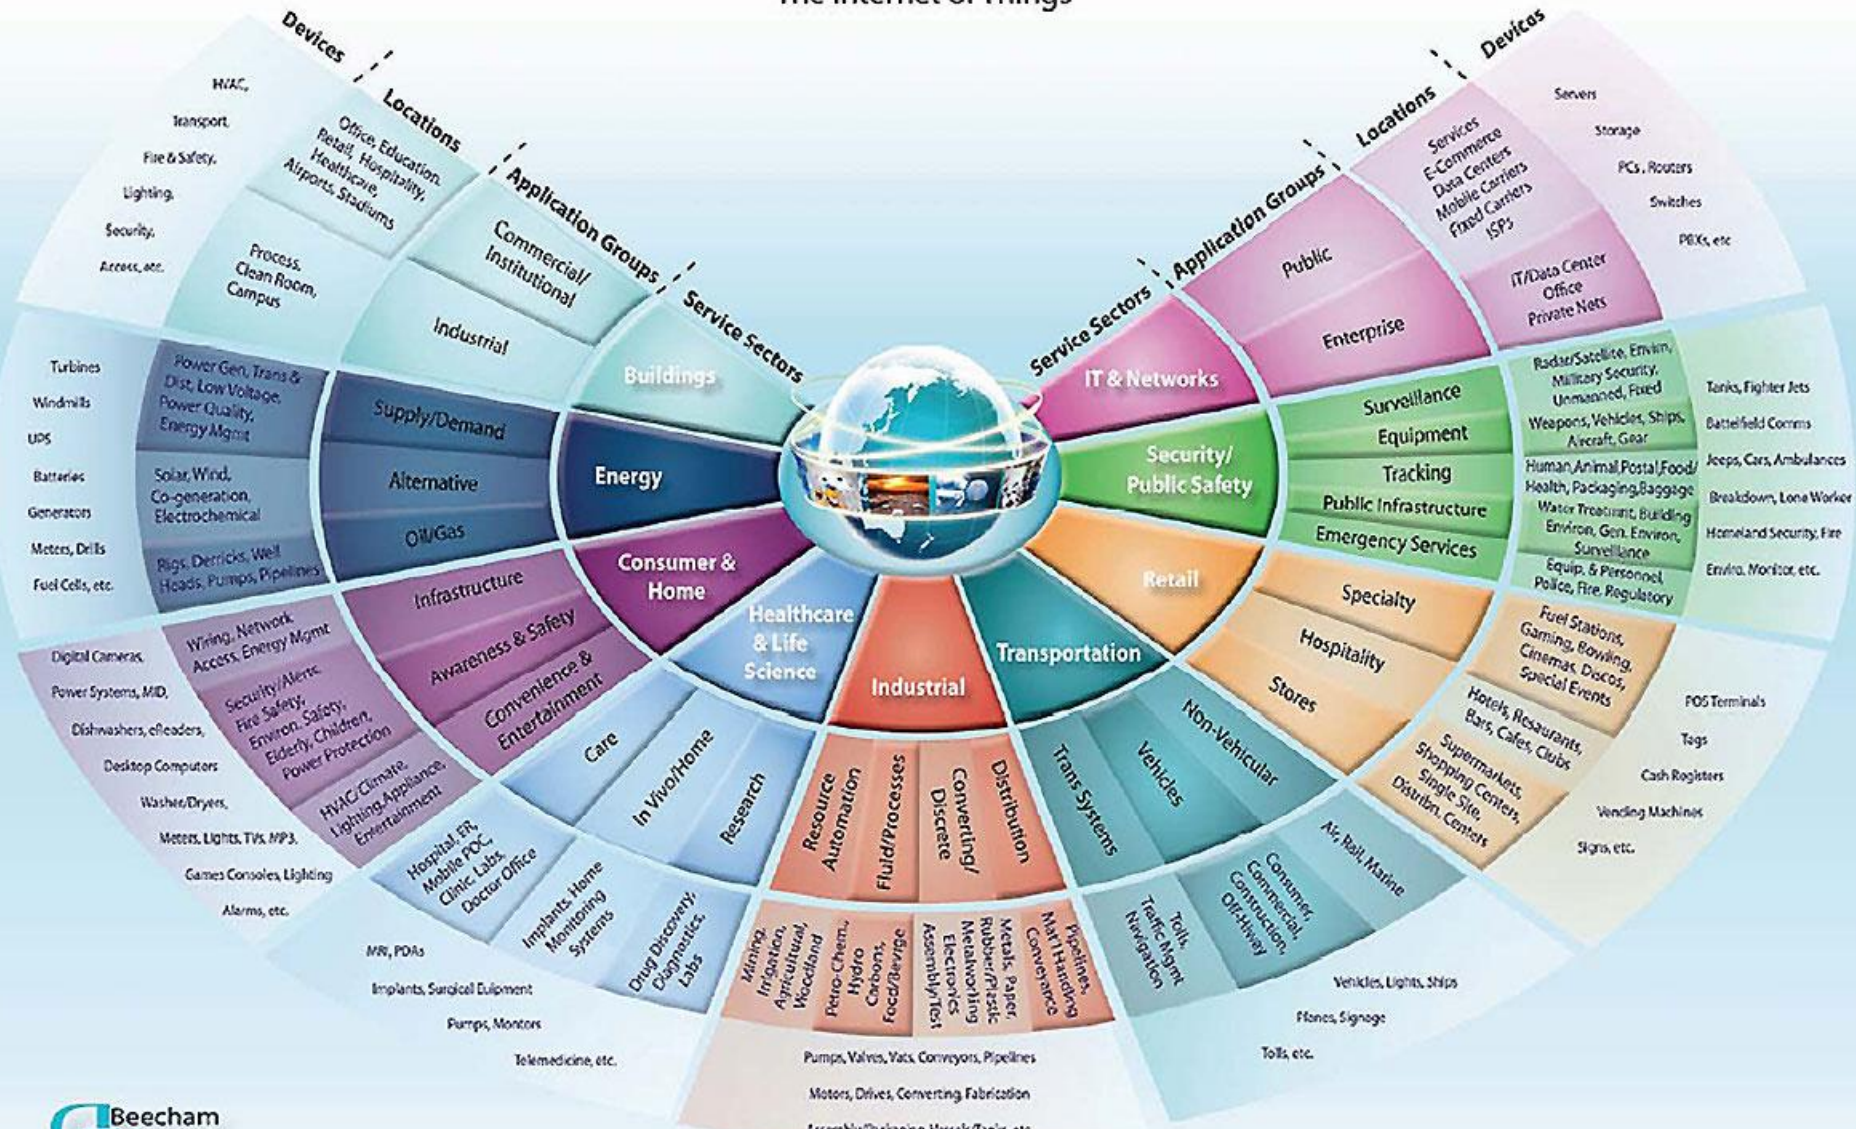 The Internet of Things
Devices
Locations
Application Groups
Service Sectors
HVAC,
Transport,
Fire & Safety,
Lighting,
Security,
Access, etc.
Office, Education,
Retail, Hospitality,
Healthcare,
Airports, Stadiums
Process,
Clean Room,
Campus
Commercial/
Institutional
Industrial
Buildings
Turbines
Windmills
UPS
Batteries
Generators
Meters, Drills
Fuel Cells, etc.
Power Gen, Trans &
Dist, Low Voltage,
Power Quality,
Energy Mgmt
Solar, Wind,
Co-generation,
Electrochemical
Rigs, Derricks, Well
Heads, Pumps, Pipelines
Supply/Demand
Alternative
Oil/Gas
Energy
Digital Cameras,
Power Systems, MID,
Dishwashers, eReaders,
Desktop Computers
Washer/Dryers,
Meters, Lights, TVs, MP3,
Games Consoles, Lighting
Alarms, etc.
Wiring, Network
Access, Energy Mgmt
Security/Alerts
Fire Safety,
Environ. Safety,
Elderly, Children,
Power Protection
HVAC/Climate,
Lighting,Appliance,
Entertainment
Infrastructure
Awareness & Safety
Convenience &
Entertainment
Consumer &
Home
MRI, PDAs
Implants, Surgical Euipment
Pumps, Montors
Telemedicine, etc.
Hospital, ER,
Mobile POC,
Clinic, Labs,
Doctor Office
Implants, Home
Monitoring
Systems
Drug Discovery,
Diagnostics,
Labs
Care
In Vivo/Home
Research
Healthcare
& Life
Science
Industrial
Resource
Automation
Fluid/Processes
Converting/
Discrete
Distribution
Mining,
Irrigation,
Agricultural,
Woodland
Petro-Chem.,
Hydro
Carbons,
Food/Bevrge
Metals, Paper,
Rubber/Plastic
Metalworking
Electronics
Assembly/Test
Pipelines,
Mat'l Handling
Conveyance
Pumps, Valves, Vats, Conveyors, Pipelines
Motors, Drives, Converting, Fabrication
Assembly/Packaging, Vessels/Tanks, etc.
Transportation
Trans Systems
Vehicles
Non-Vehicular
Tolls,
Traffic Mgmt
Navigation
Consumer,
Commercial,
Construction,
Off-Hiway
Air, Rail, Marine
Vehicles, Lights, Ships
Planes, Signage
Tolls, etc.
Retail
Specialty
Hospitality
Stores
Fuel Stations,
Gaming, Bowling,
Cinemas, Discos,
Special Events
Hotels, Resaurants,
Bars, Cafes, Clubs
Supermarkets,
Shopping Centers,
Single Site,
Distribn, Centers
POS Terminals
Tags
Cash Registers
Vending Machines
Signs, etc.
Security/
Public Safety
Surveillance
Equipment
Tracking
Public Infrastructure
Emergency Services
Radar/Satellite, Environ,
Military Security,
Unmanned, Fixed
Weapons, Vehicles, Ships,
Aircraft, Gear
Human,Animal,Postal,Food/
Health, Packaging,Baggage
Water Treatmnt, Building
Environ, Gen. Environ,
Surveillance
Equip. & Personnel,
Police, Fire, Regulatory
Tanks, Fighter Jets
Battelfield Comms
Jeeps, Cars, Ambulances
Breakdown, Lone Worker
Homeland Security, Fire
Enviro. Monitor, etc.
IT & Networks
Public
Enterprise
Services
E-Commerce
Data Centers
Mobile Carriers
Fixed Carriers
ISPs
IT/Data Center
Office
Private Nets
Servers
Storage
PCs, Routers
Switches
PBXs, etc
Service Sectors
Application Groups
Locations
Devices
Beecham